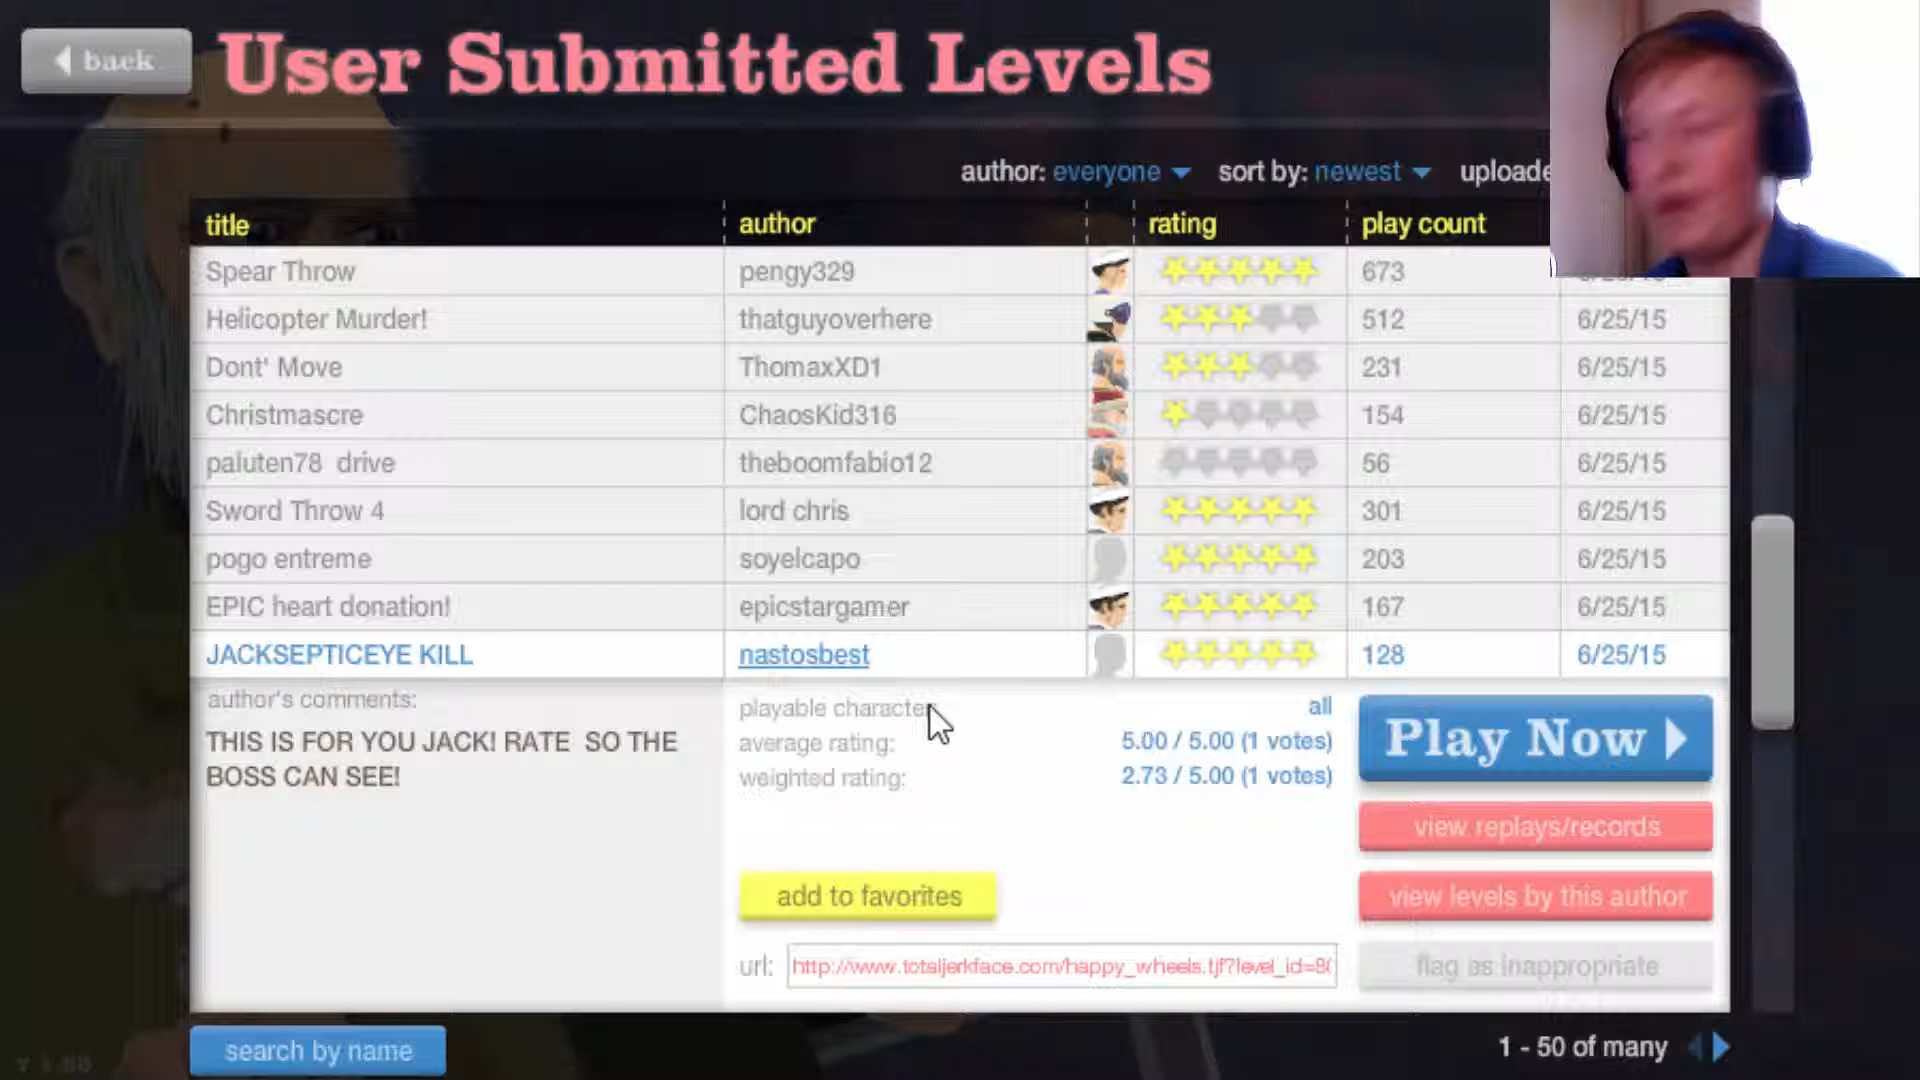 back
User Submitted Levels
author: everyone sort by: newest uploade
title author rating play count
Spear Throw pengy329 673
Helicopter Murder! thatguyoverhere 512 6/25/15
Dont' Move ThomaxXD1 231 6/25/15
Christmascre ChaosKid316 154 6/25/15
paluten78 drive theboomfabio12 56 6/25/15
Sword Throw 4 lord chris 301 6/25/15
pogo entreme soyelcapo 203 6/25/15
EPIC heart donation! epicstargamer 167 6/25/15
JACKSEPTICEYE KILL nastosbest 128 6/25/15
author's comments:
THIS IS FOR YOU JACK! RATE SO THE
BOSS CAN SEE!
playable character all
average rating: 5.00 / 5.00 (1 votes)
weighted rating: 2.73 / 5.00 (1 votes)
Play Now
view replays/records
add to favorites
view levels by this author
url: http://www.totaljerkface.com/happy_wheels.tjf?level_id=8
flag as inappropriate
search by name
1 - 50 of many